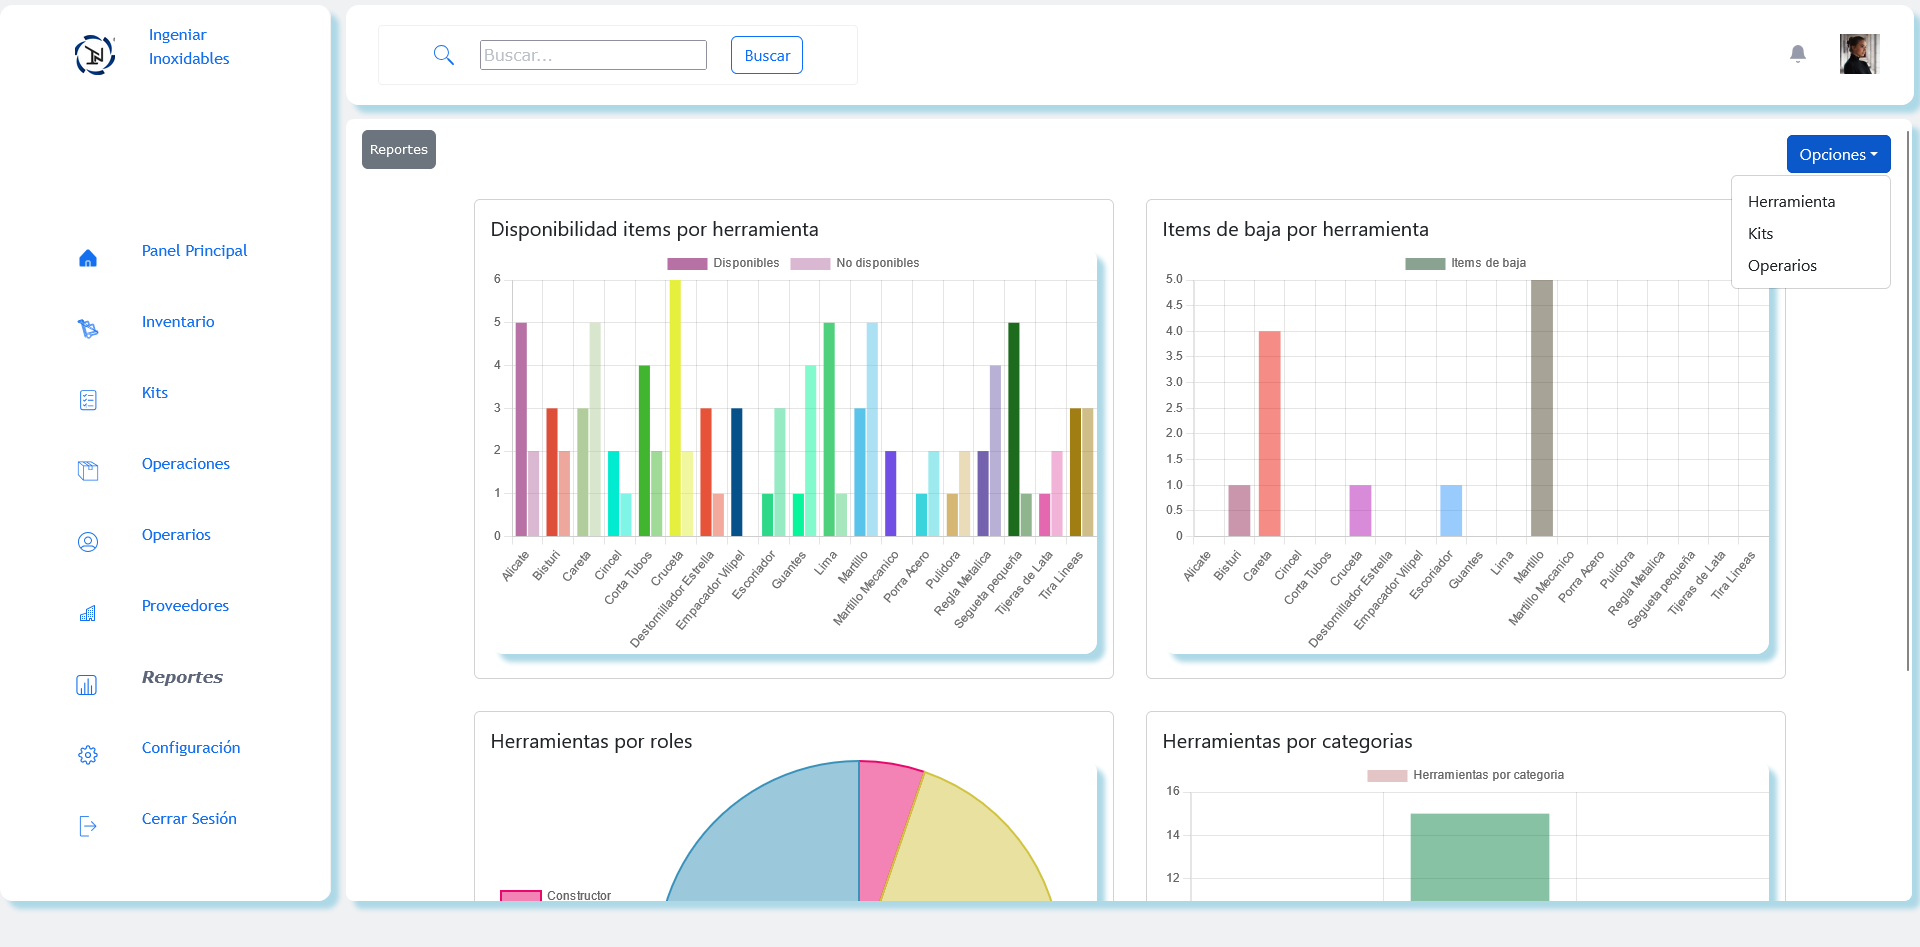 Ingeniar
Inoxidables
Buscar...
Buscar
Panel Principal
Inventario
Kits
Operaciones
Operarios
Proveedores
Reportes
Configuración
Cerrar Sesión
Reportes
Opciones
Herramienta
Kits
Operarios
Disponibilidad items por herramienta
Disponibles No disponibles
6
5
4
3
2
1
0
Alicate
Bisturi
Careta
Cincel
Corta Tubos
Cruceta
Destornillador Estrella
Empacador Vilipel
Escoriador
Guantes
Lima
Martillo
Martillo Mecanico
Porra Acero
Pulidora
Regla Metalica
Segueta pequeña
Tijeras de Lata
Tira Lineas
Items de baja por herramienta
Items de baja
5.0
4.5
4.0
3.5
3.0
2.5
2.0
1.5
1.0
0.5
0
Alicate
Bisturi
Careta
Cincel
Corta Tubos
Cruceta
Destornillador Estrella
Empacador Vilipel
Escoriador
Guantes
Lima
Martillo
Martillo Mecanico
Porra Acero
Pulidora
Regla Metalica
Segueta pequeña
Tijeras de Lata
Tira Lineas
Herramientas por roles
Constructor
Herramientas por categorias
Herramientas por categoria
16
14
12